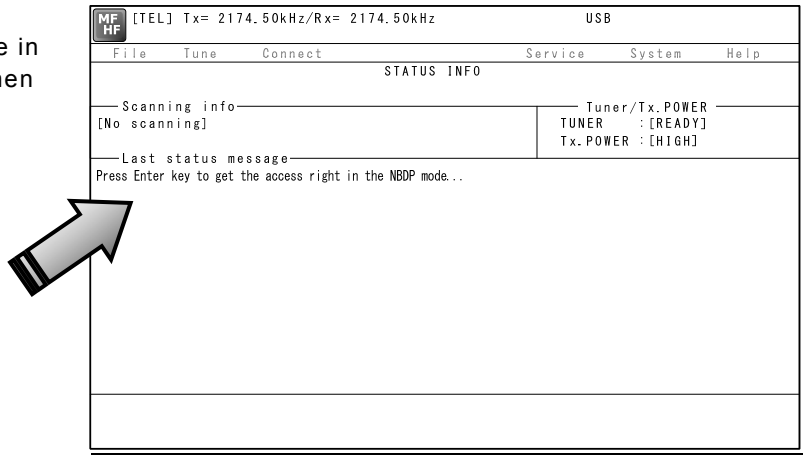 e in
MF HF [TEL] Tx= 2174.50kHz/Rx= 2174.50kHz USB
File Tune Connect Service System Help
STATUS INFO
Scanning info
[No scanning]
Tuner/Tx.POWER
TUNER :[READY]
Tx.POWER :[HIGH]
Last status message
Press Enter key to get the access right in the NBDP mode...